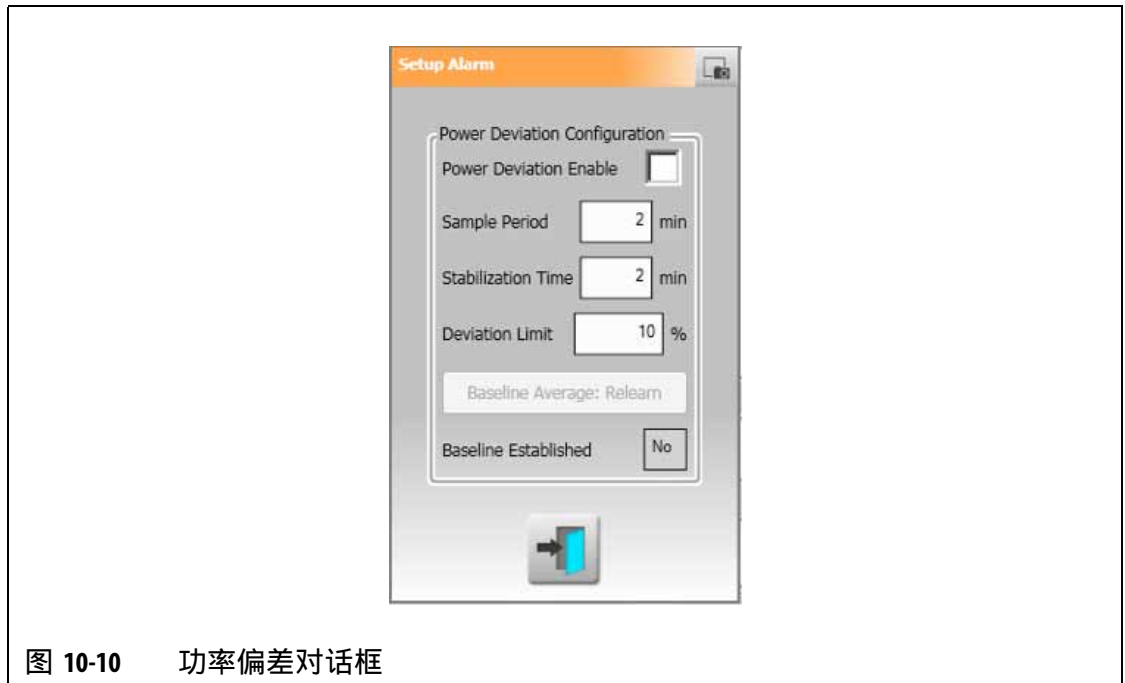 Setup Alarm
Power Deviation Configuration
Power Deviation Enable
Sample Period 2 min
Stabilization Time 2 min
Deviation Limit 10 %
Baseline Average: Relearn
Baseline Established No
图 10-10 功率偏差对话框